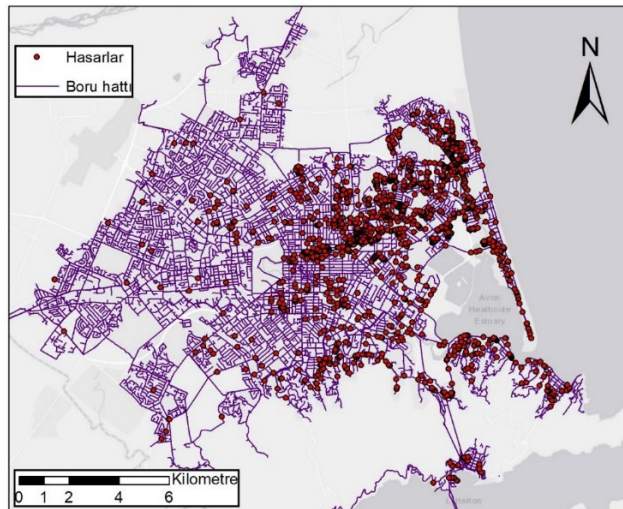 Hasarlar
Boru hattı
N
Avon
Heathcote
Estuary
Kilometre
0 1 2 4 6